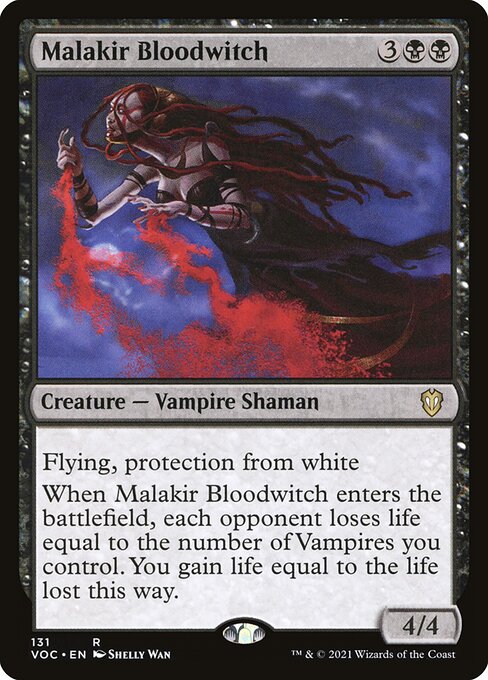 Malakir Bloodwitch 3
Creature — Vampire Shaman
Flying, protection from white
When Malakir Bloodwitch enters the
battlefield, each opponent loses life
equal to the number of Vampires you
control. You gain life equal to the life
lost this way.
4/4
131 R
VOC • EN Shelly Wan
™ & © 2021 Wizards of the Coast